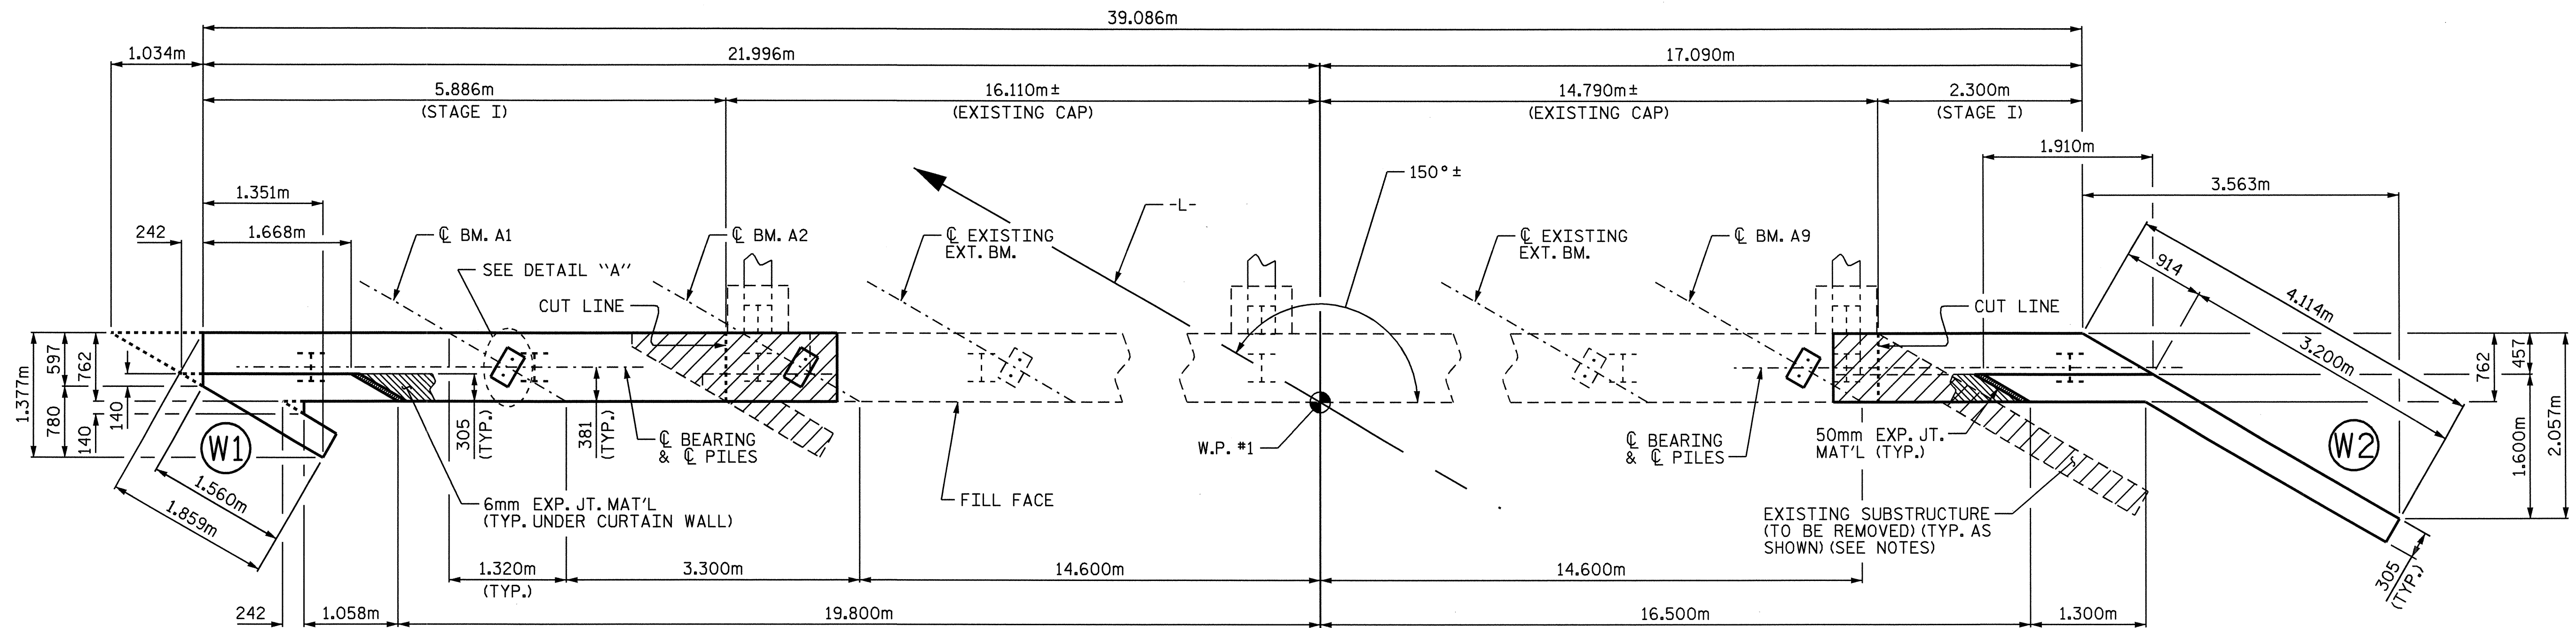 39.086m
1.034m
21.996m
17.090m
5.886m
(STAGE I)
16.110m±
(EXISTING CAP)
14.790m±
(EXISTING CAP)
2.300m
(STAGE I)
1.910m
1.351m
150°±
3.563m
242
1.668m
℄ BM. A1
℄ BM. A2
℄ EXISTING
EXT. BM.
-L-
℄ EXISTING
EXT. BM.
℄ BM. A9
SEE DETAIL "A"
CUT LINE
CUT LINE
914
4.114m
3.200m
1.377m
597
780
762
140
140
305
(TYP.)
381
(TYP.)
762
457
1.600m
2.057m
W1
W2
℄ BEARING
& ℄ PILES
W.P. #1
℄ BEARING
& ℄ PILES
50mm EXP. JT.
MAT'L (TYP.)
1.560m
1.859m
6mm EXP. JT. MAT'L
(TYP. UNDER CURTAIN WALL)
FILL FACE
EXISTING SUBSTRUCTURE
(TO BE REMOVED) (TYP. AS
SHOWN) (SEE NOTES)
305
(TYP.)
1.320m
(TYP.)
3.300m
14.600m
14.600m
242
1.058m
19.800m
16.500m
1.300m